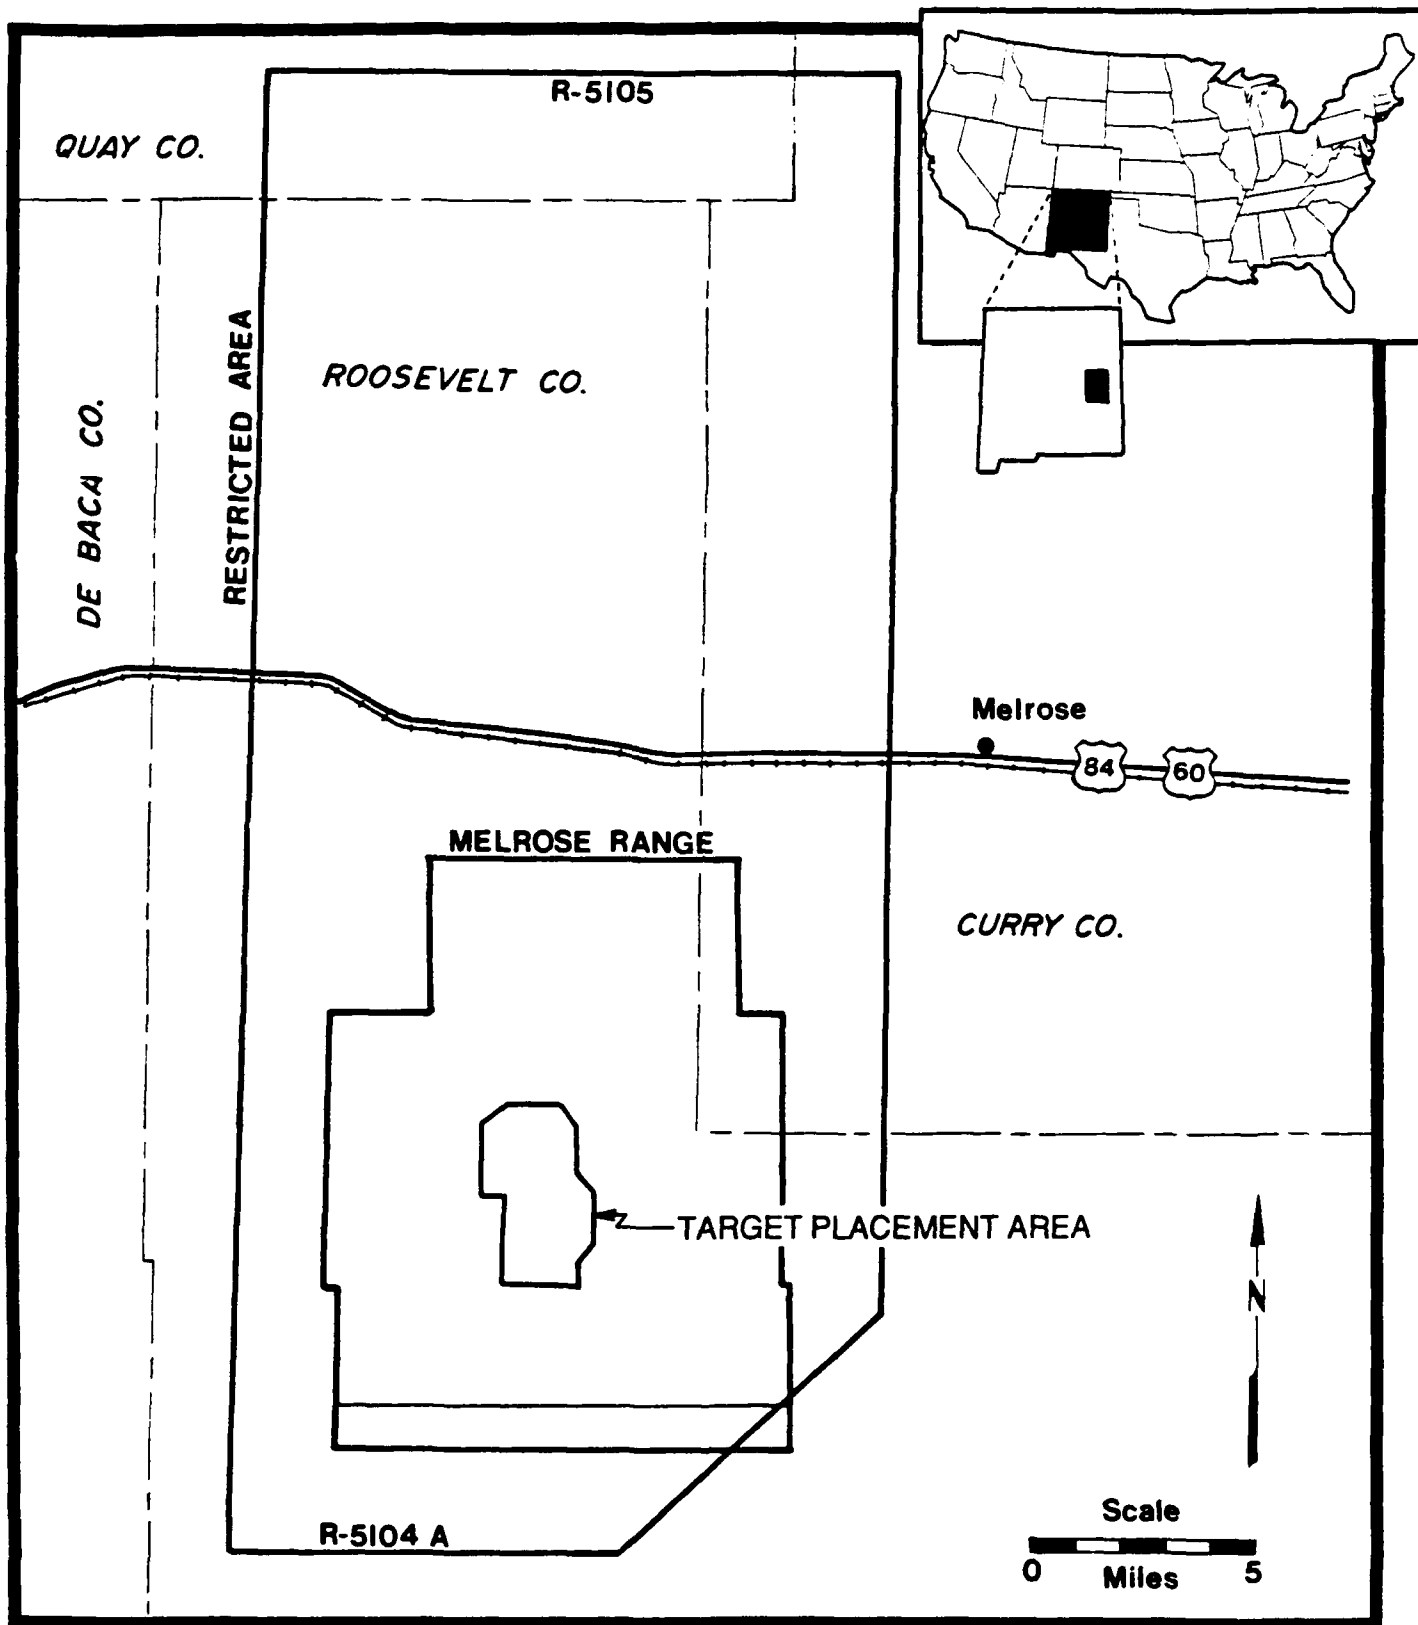 R-5105
QUAY CO.
RESTRICTED AREA
ROOSEVELT CO.
DE BACA CO.
Melrose
84
60
MELROSE RANGE
CURRY CO.
TARGET PLACEMENT AREA
N
R-5104 A
Scale
0
5
Miles